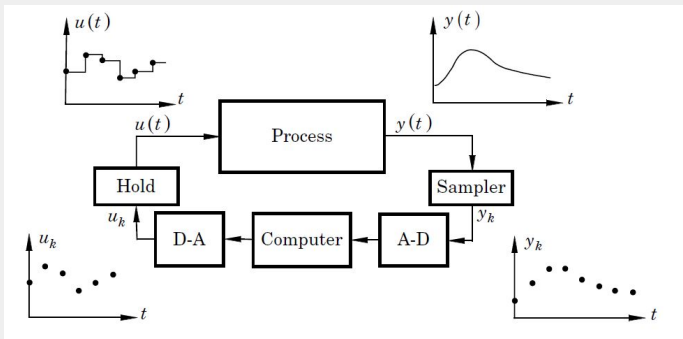 u(t)
y(t)
t
t
u(t)
Process
y(t)
Hold
Sampler
u_k
y_k
D-A
Computer
A-D
u_k
y_k
t
t